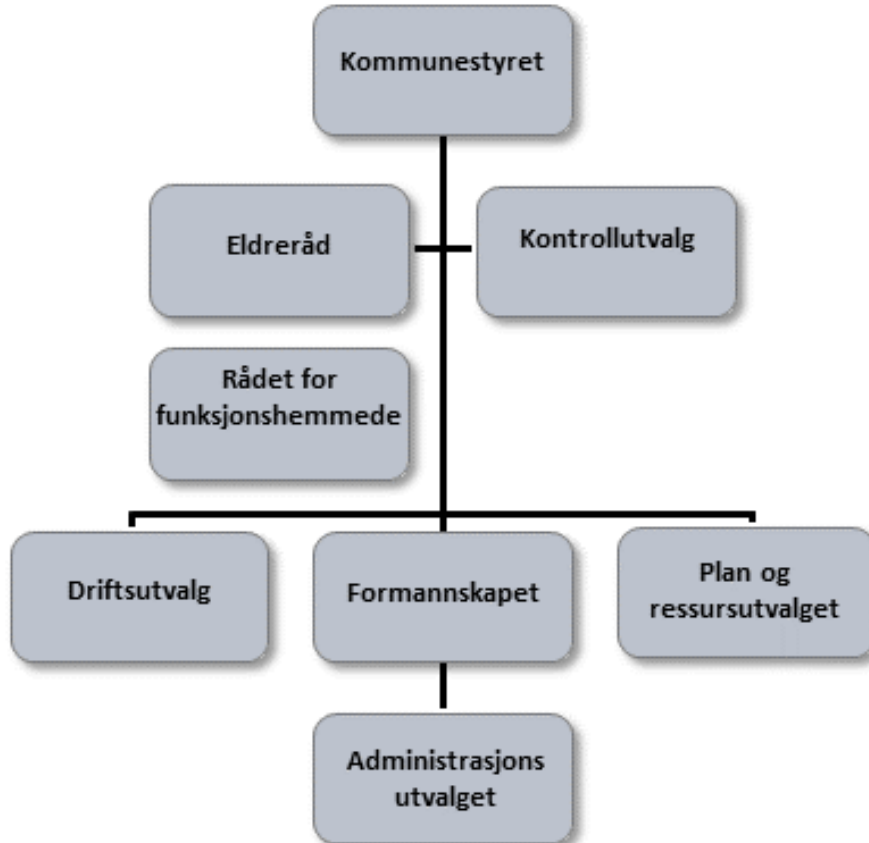 Kommunestyret
Eldreråd
Kontrollutvalg
Rådet for
funksjonshemmede
Driftsutvalg
Formannskapet
Plan og
ressursutvalget
Administrasjons
utvalget